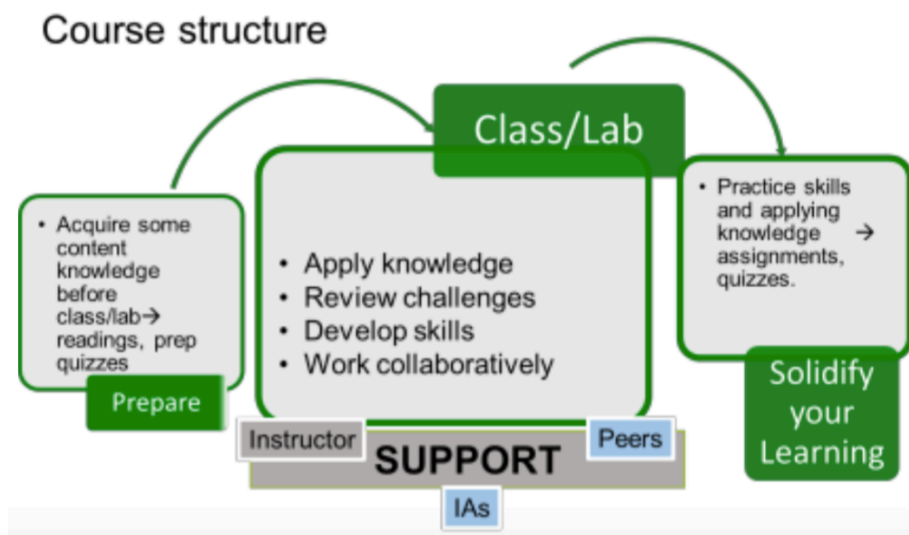 Course structure
• Acquire some
content
knowledge
before
class/lab→
readings, prep
quizzes
Prepare
Class/Lab
• Apply knowledge
• Review challenges
• Develop skills
• Work collaboratively
Instructor
Peers
SUPPORT
IAs
• Practice skills
and applying
knowledge →
assignments,
quizzes.
Solidify
your
Learning